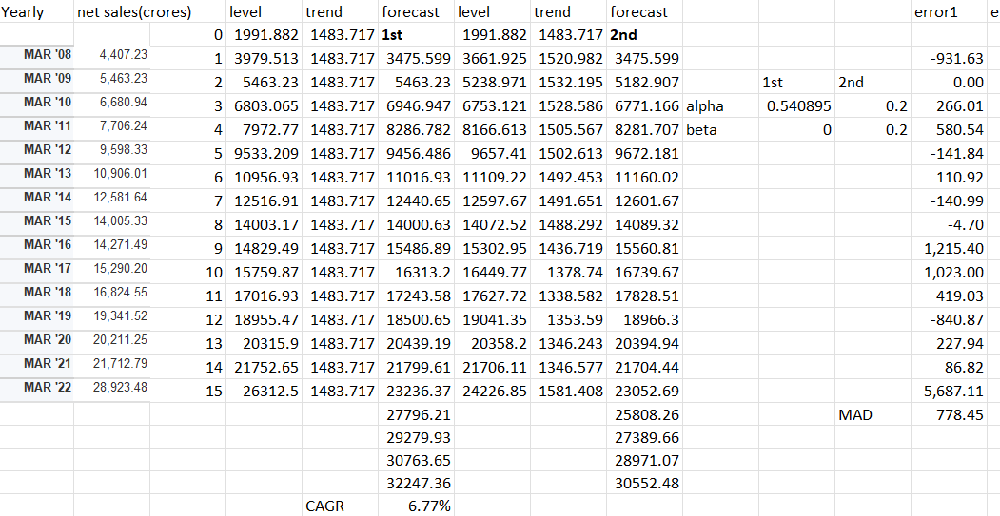 Yearly net sales(crores) level trend forecast level trend forecast error1 e
0 1991.882 1483.717 1st 1991.882 1483.717 2nd
MAR '08 4,407.23 1 3979.513 1483.717 3475.599 3661.925 1520.982 3475.599 -931.63
MAR '09 5,463.23 2 5463.23 1483.717 5463.23 5238.971 1532.195 5182.907 1st 2nd 0.00
MAR '10 6,680.94 3 6803.065 1483.717 6946.947 6753.121 1528.586 6771.166 alpha 0.540895 0.2 266.01
MAR '11 7,706.24 4 7972.77 1483.717 8286.782 8166.613 1505.567 8281.707 beta 0 0.2 580.54
MAR '12 9,598.33 5 9533.209 1483.717 9456.486 9657.41 1502.613 9672.181 -141.84
MAR '13 10,906.01 6 10956.93 1483.717 11016.93 11109.22 1492.453 11160.02 110.92
MAR '14 12,581.64 7 12516.91 1483.717 12440.65 12597.67 1491.651 12601.67 -140.99
MAR '15 14,005.33 8 14003.17 1483.717 14000.63 14072.52 1488.292 14089.32 -4.70
MAR '16 14,271.49 9 14829.49 1483.717 15486.89 15302.95 1436.719 15560.81 1,215.40
MAR '17 15,290.20 10 15759.87 1483.717 16313.2 16449.77 1378.74 16739.67 1,023.00
MAR '18 16,824.55 11 17016.93 1483.717 17243.58 17627.72 1338.582 17828.51 419.03
MAR '19 19,341.52 12 18955.47 1483.717 18500.65 19041.35 1353.59 18966.3 -840.87
MAR '20 20,211.25 13 20315.9 1483.717 20439.19 20358.2 1346.243 20394.94 227.94
MAR '21 21,712.79 14 21752.65 1483.717 21799.61 21706.11 1346.577 21704.44 86.82
MAR '22 28,923.48 15 26312.5 1483.717 23236.37 24226.85 1581.408 23052.69 -5,687.11 -
27796.21 25808.26 MAD 778.45
29279.93 27389.66
30763.65 28971.07
32247.36 30552.48
CAGR 6.77%